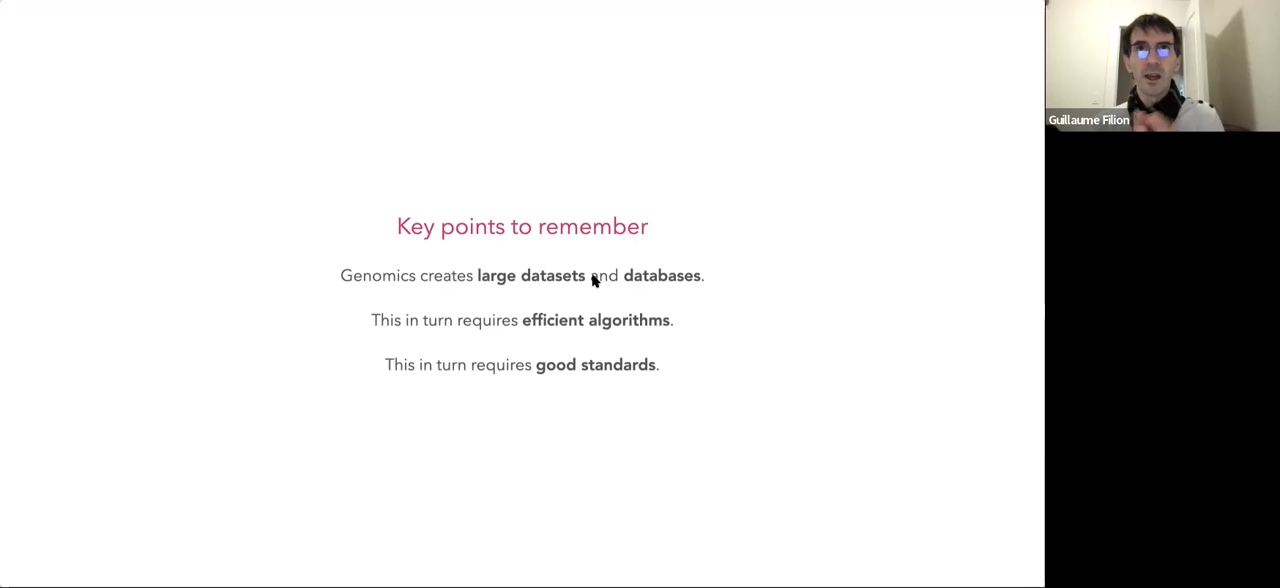 Key points to remember
Genomics creates large datasets and databases.
This in turn requires efficient algorithms.
This in turn requires good standards.
Guillaume Filion